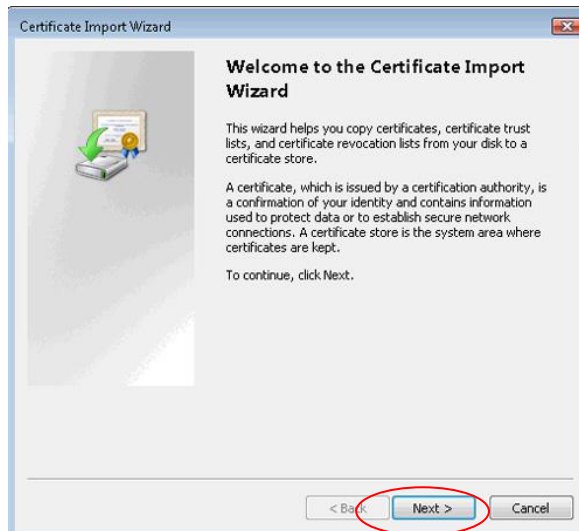 Certificate Import Wizard
Welcome to the Certificate Import
Wizard
This wizard helps you copy certificates, certificate trust
lists, and certificate revocation lists from your disk to a
certificate store.
A certificate, which is issued by a certification authority, is
a confirmation of your identity and contains information
used to protect data or to establish secure network
connections. A certificate store is the system area where
certificates are kept.
To continue, click Next.
< Back Next > Cancel